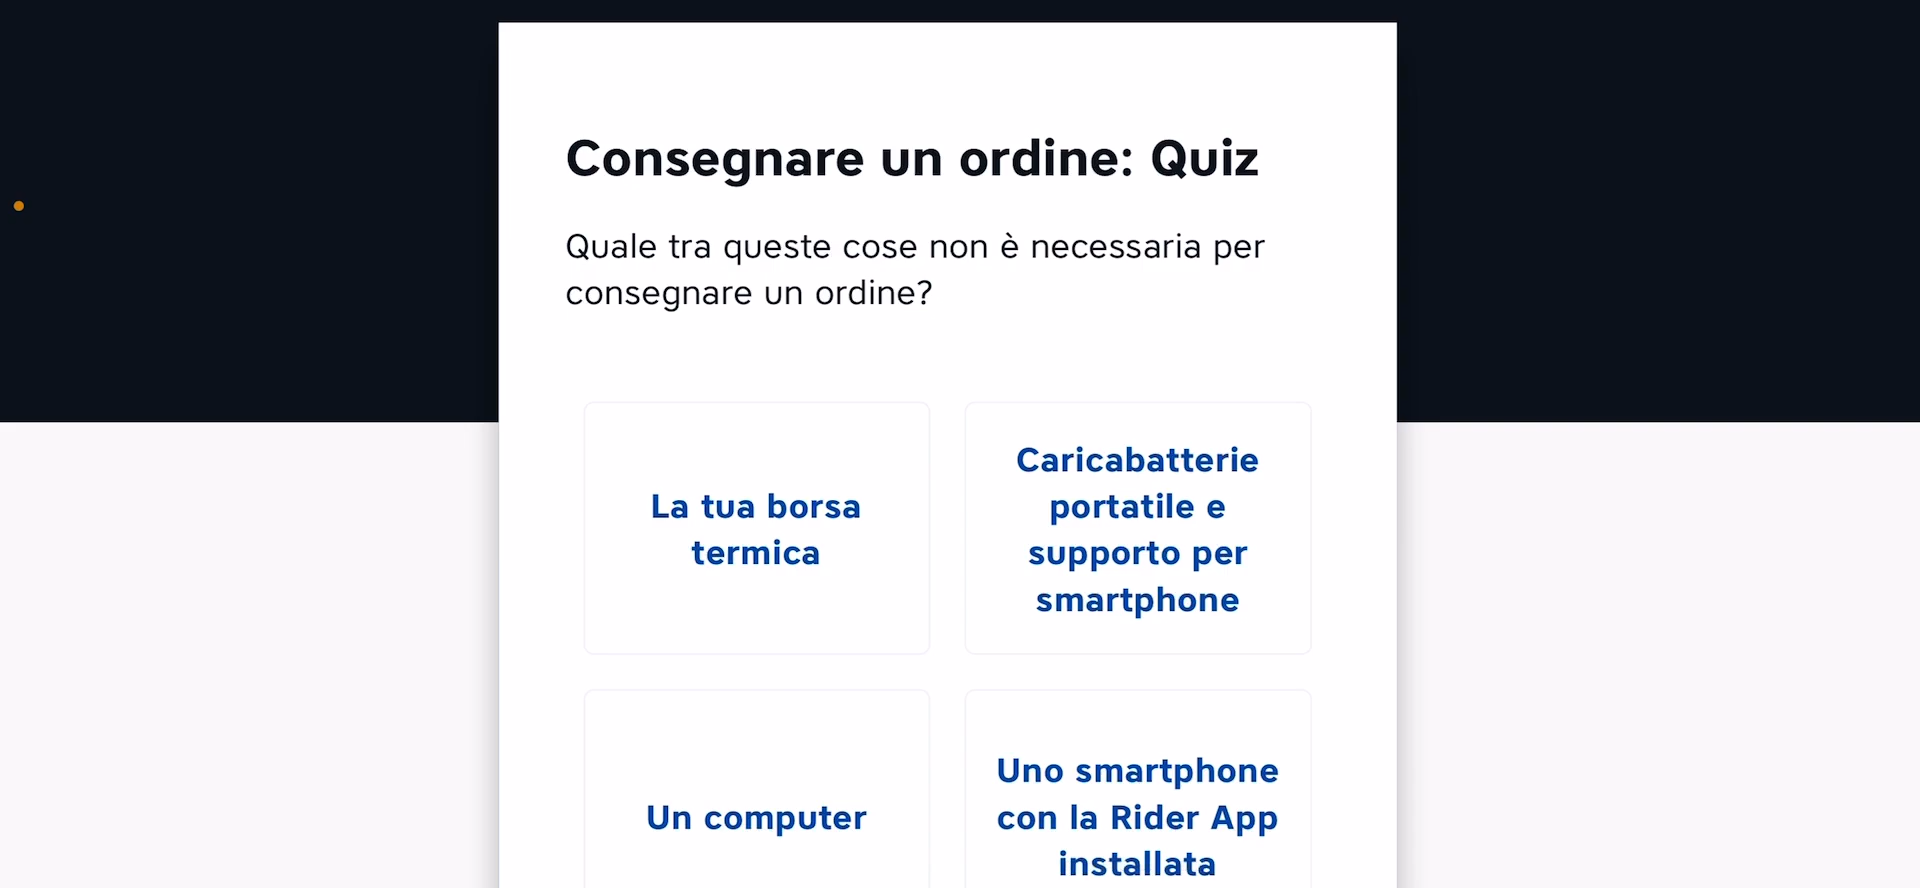 Consegnare un ordine: Quiz
Quale tra queste cose non è necessaria per
consegnare un ordine?
La tua borsa
termica
Caricabatterie
portatile e
supporto per
smartphone
Un computer
Uno smartphone
con la Rider App
installata